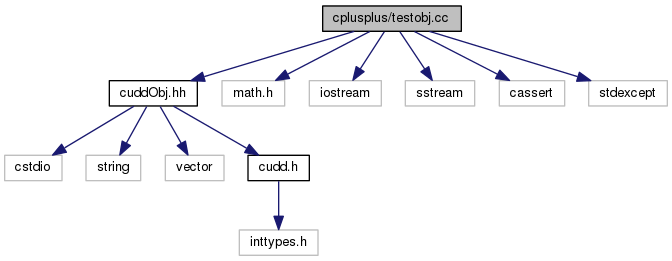 cplusplus/testobj.cc
cuddObj.hh
math.h
iostream
sstream
cassert
stdexcept
cstdio
string
vector
cudd.h
inttypes.h